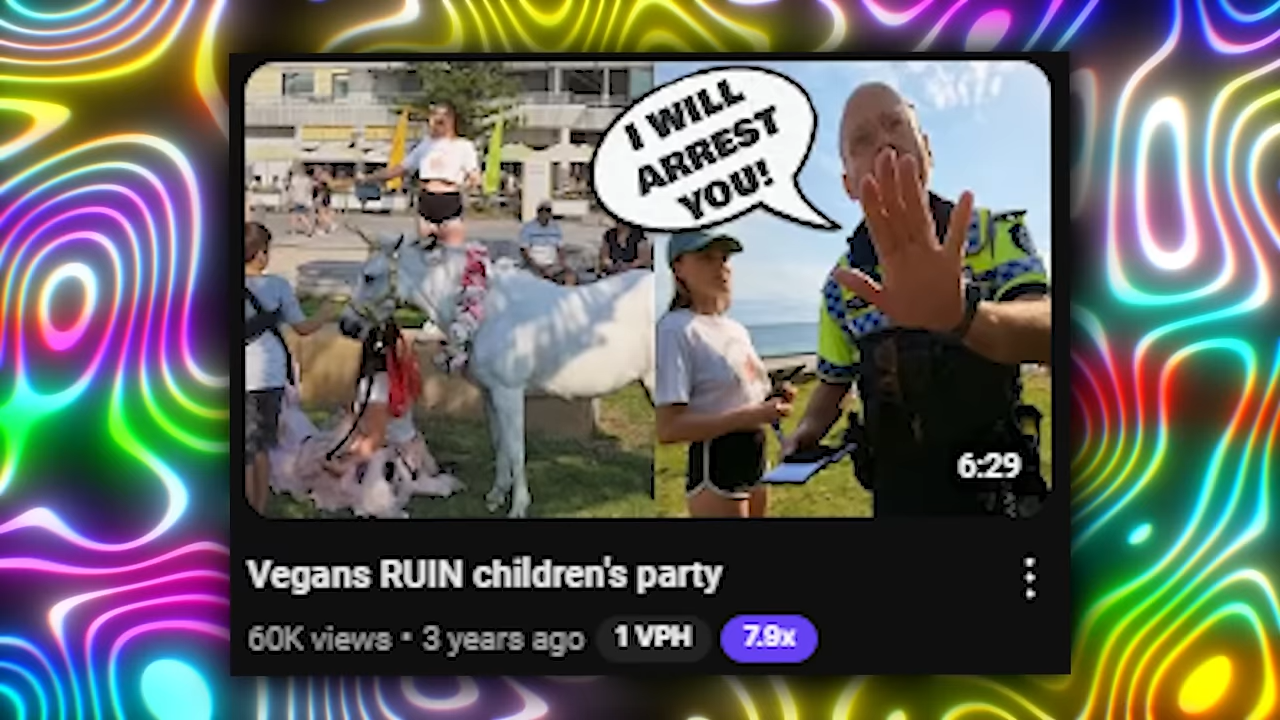 I WILL
ARREST
YOU!
6:29
Vegans RUIN children's party
60K views • 3 years ago 1 VPH 7.9x